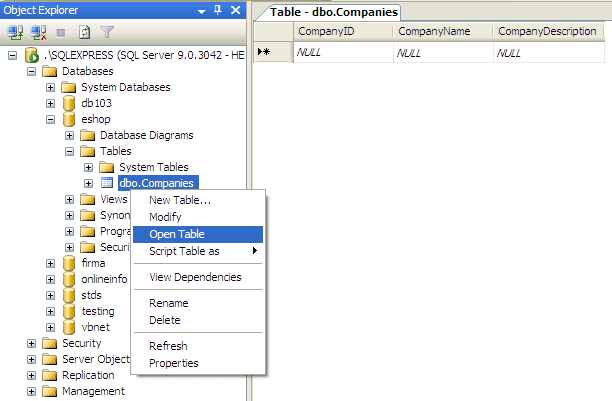 Object Explorer
.\SQLEXPRESS (SQL Server 9.0.3042 - HE
Databases
System Databases
db103
eshop
Database Diagrams
Tables
System Tables
dbo.Companies
Views
Synon
Progra
Securi
firma
onlineinfo
stds
testing
vbnet
Security
Server Object
Replication
Management
New Table...
Modify
Open Table
Script Table as
View Dependencies
Rename
Delete
Refresh
Properties
Table - dbo.Companies
CompanyID CompanyName CompanyDescription
NULL NULL NULL